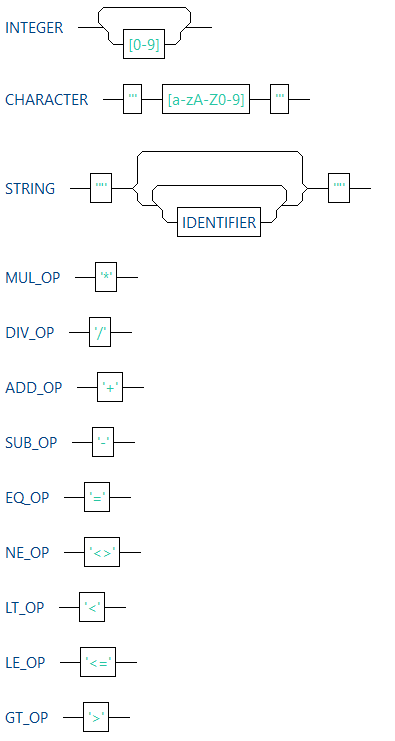 INTEGER [0-9]
CHARACTER ''' [a-zA-Z0-9] '''
STRING '"' IDENTIFIER '"'
MUL_OP '*'
DIV_OP '/'
ADD_OP '+'
SUB_OP '-'
EQ_OP '='
NE_OP '<>'
LT_OP '<'
LE_OP '<='
GT_OP '>'